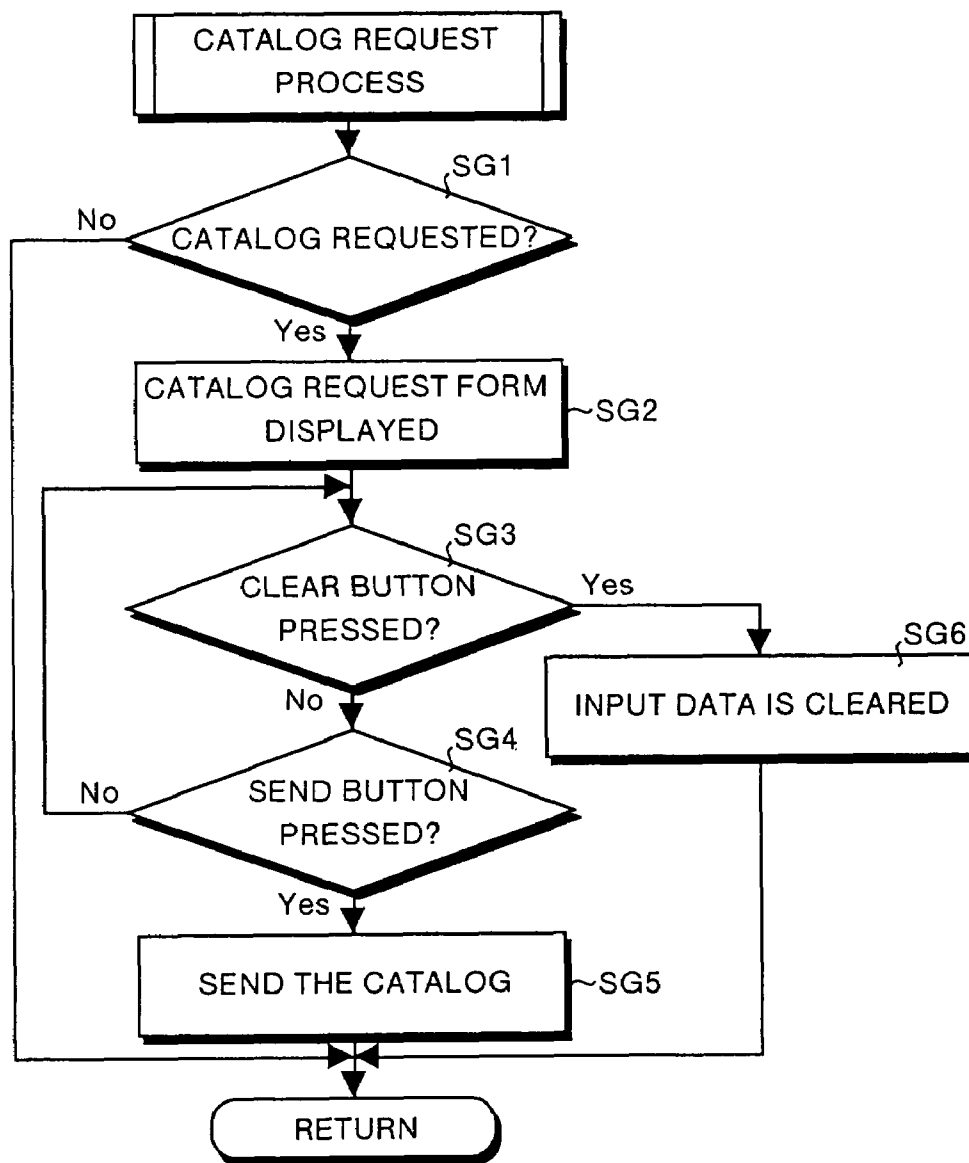 CATALOG REQUEST
PROCESS
SG1
No
CATALOG REQUESTED?
Yes
CATALOG REQUEST FORM
DISPLAYED
SG2
SG3
CLEAR BUTTON
PRESSED?
Yes
SG6
INPUT DATA IS CLEARED
No
SG4
SEND BUTTON
PRESSED?
No
Yes
SEND THE CATALOG
SG5
RETURN